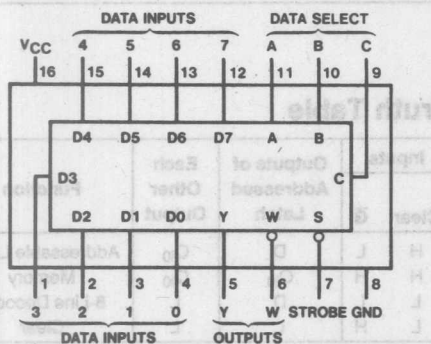 DATA INPUTS DATA SELECT
VCC 4 5 6 7 A B C
16 15 14 13 12 11 10 9
D4 D5 D6 D7 A B
D3 C
D2 D1 D0 Y W S
1 2 3 4 5 6 7 8
3 2 1 0 Y W STROBE GND
DATA INPUTS OUTPUTS